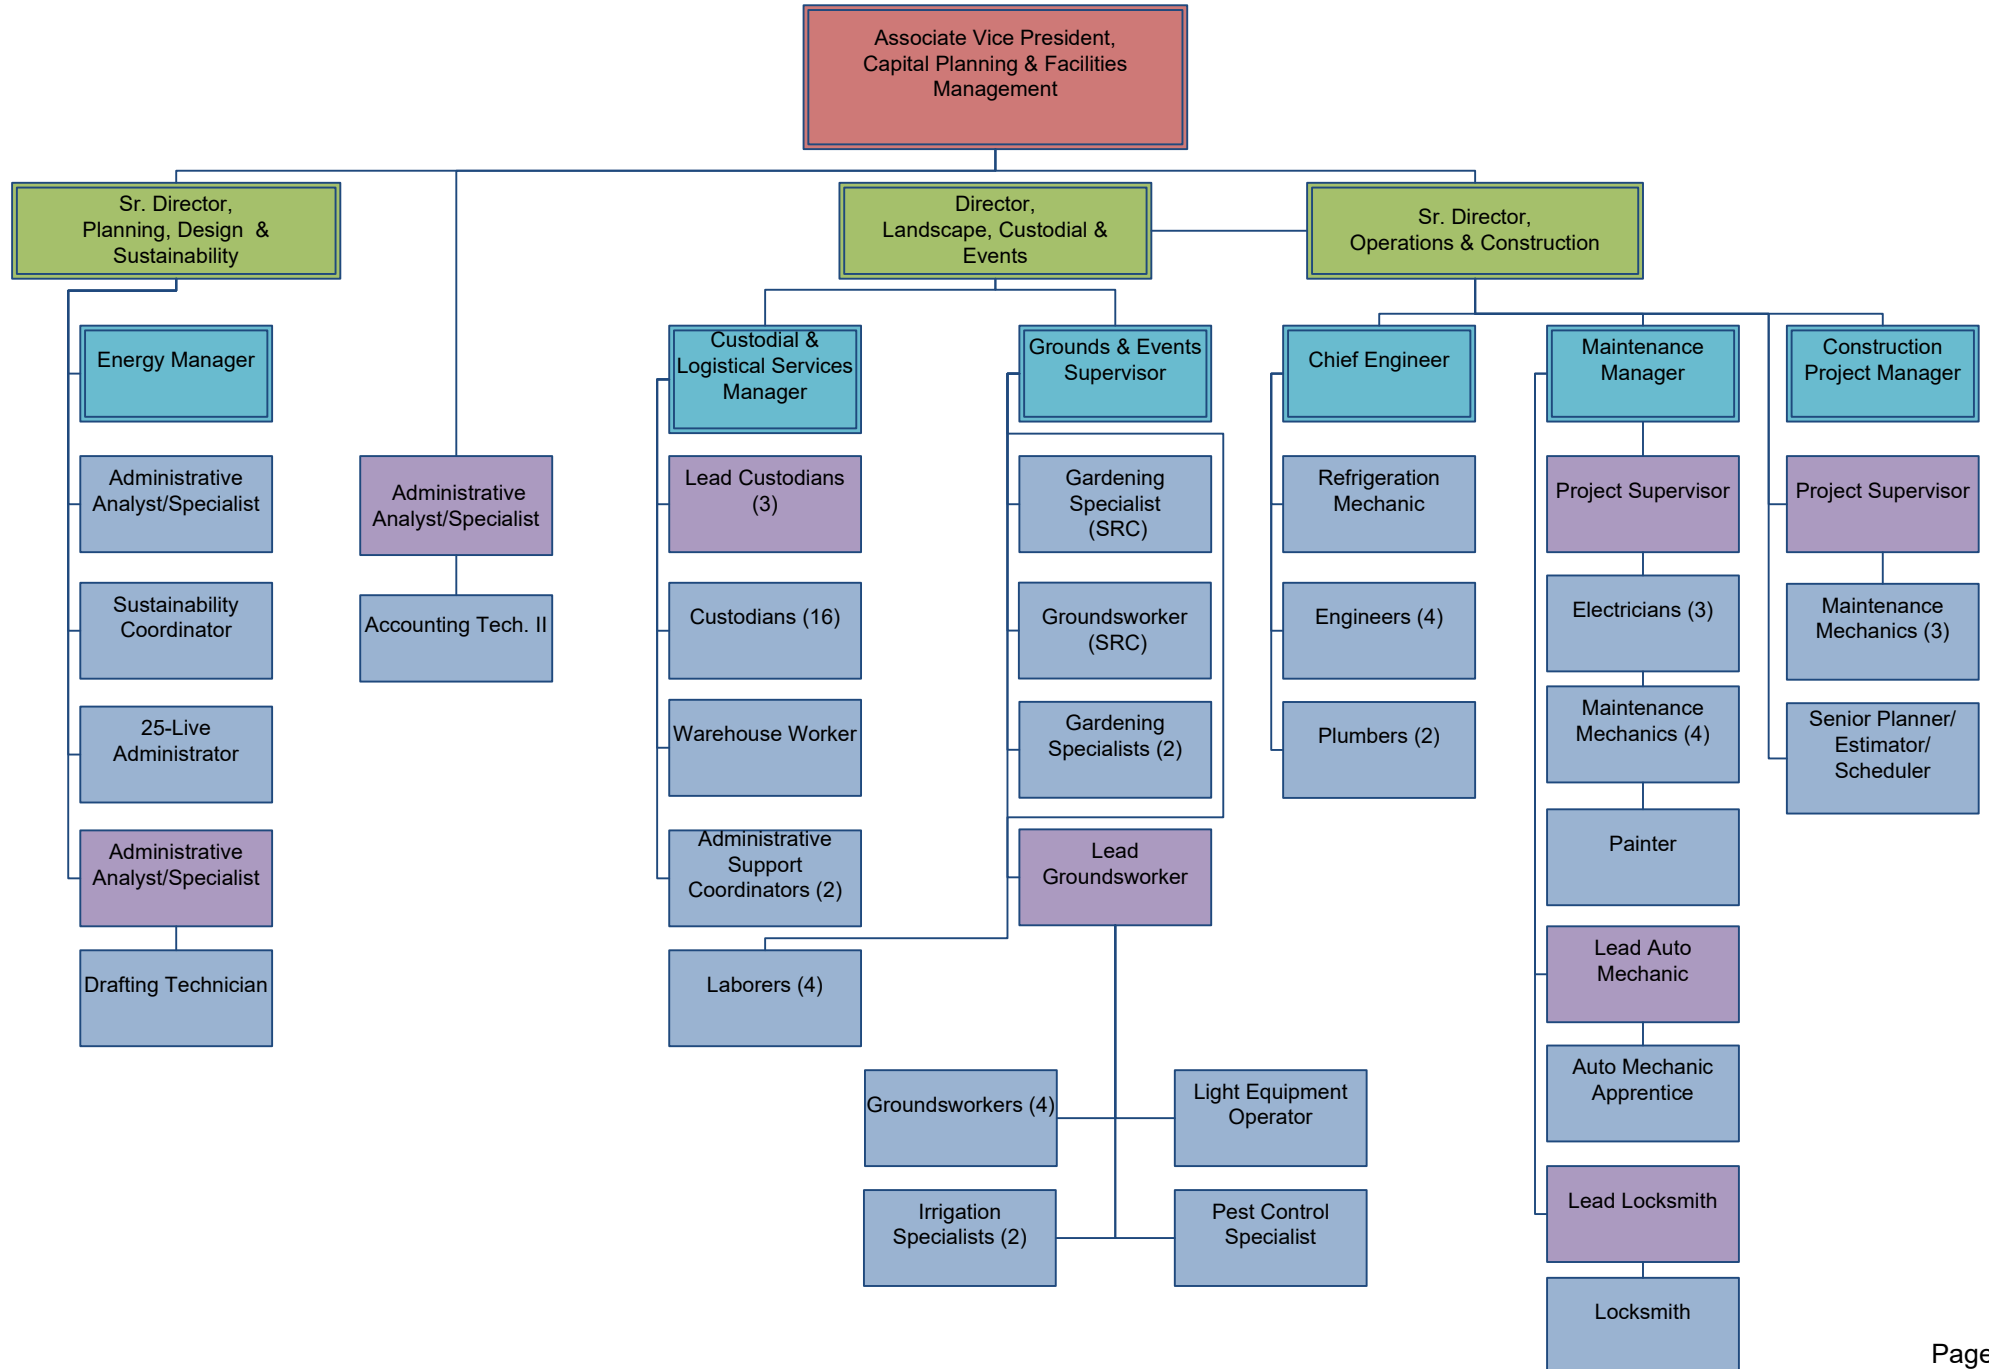 Associate Vice President,
Capital Planning & Facilities
Management
Sr. Director,
Planning, Design &
Sustainability
Director,
Landscape, Custodial &
Events
Sr. Director,
Operations & Construction
Energy Manager
Custodial &
Logistical Services
Manager
Grounds & Events
Supervisor
Chief Engineer
Maintenance
Manager
Construction
Project Manager
Administrative
Analyst/Specialist
Administrative
Analyst/Specialist
Lead Custodians
(3)
Gardening
Specialist
(SRC)
Refrigeration
Mechanic
Project Supervisor
Project Supervisor
Sustainability
Coordinator
Accounting Tech. II
Custodians (16)
Groundsworker
(SRC)
Engineers (4)
Electricians (3)
Maintenance
Mechanics (3)
25-Live
Administrator
Warehouse Worker
Gardening
Specialists (2)
Plumbers (2)
Maintenance
Mechanics (4)
Senior Planner/
Estimator/
Scheduler
Administrative
Analyst/Specialist
Administrative
Support
Coordinators (2)
Lead
Groundsworker
Painter
Drafting Technician
Laborers (4)
Lead Auto
Mechanic
Groundsworkers (4)
Light Equipment
Operator
Auto Mechanic
Apprentice
Irrigation
Specialists (2)
Pest Control
Specialist
Lead Locksmith
Locksmith
Page